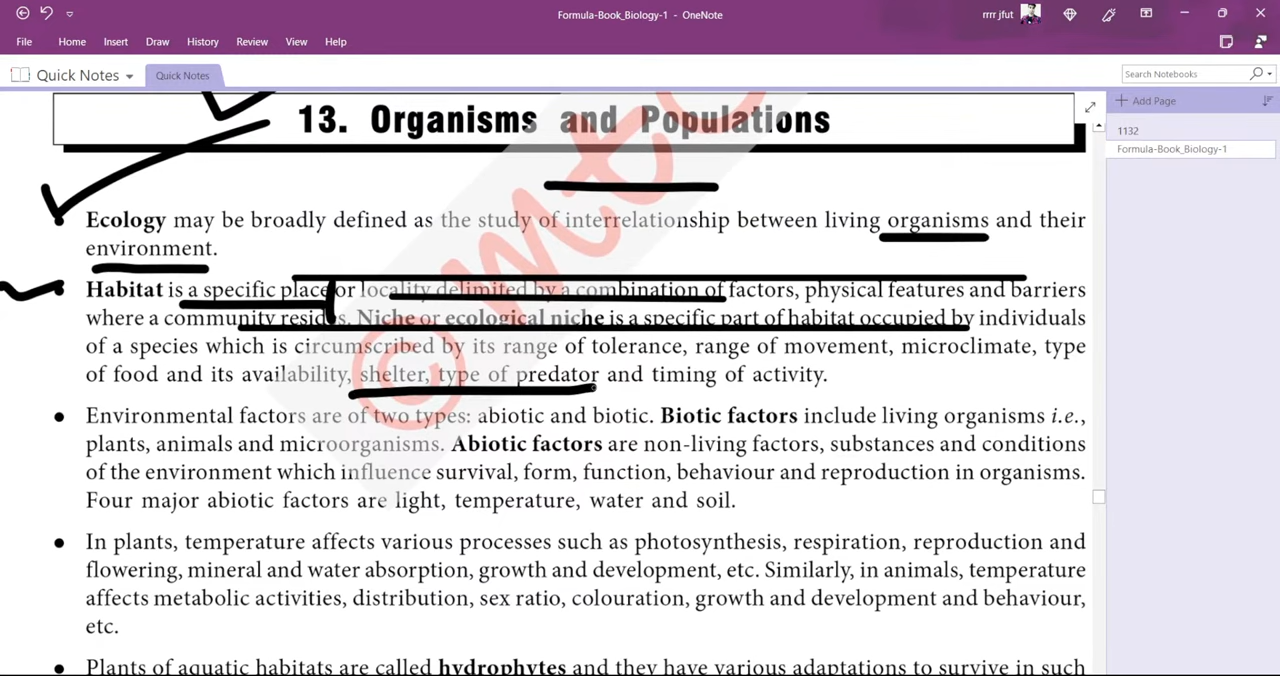 Formula-Book_Biology-1 - OneNote
rrrr jfut
File Home Insert Draw History Review View Help
Quick Notes
Quick Notes
Search Notebooks
13. Organisms and Populations
Add Page
1132
Formula-Book_Biology-1
Ecology may be broadly defined as the study of interrelationship between living organisms and their
environment.
Habitat is a specific place or locality delimited by a combination of factors, physical features and barriers
where a community resides. Niche or ecological niche is a specific part of habitat occupied by individuals
of a species which is circumscribed by its range of tolerance, range of movement, microclimate, type
of food and its availability, shelter, type of predator and timing of activity.
Environmental factors are of two types: abiotic and biotic. Biotic factors include living organisms i.e.,
plants, animals and microorganisms. Abiotic factors are non-living factors, substances and conditions
of the environment which influence survival, form, function, behaviour and reproduction in organisms.
Four major abiotic factors are light, temperature, water and soil.
In plants, temperature affects various processes such as photosynthesis, respiration, reproduction and
flowering, mineral and water absorption, growth and development, etc. Similarly, in animals, temperature
affects metabolic activities, distribution, sex ratio, colouration, growth and development and behaviour,
etc.
Plants of aquatic habitats are called hydrophytes and they have various adaptations to survive in such